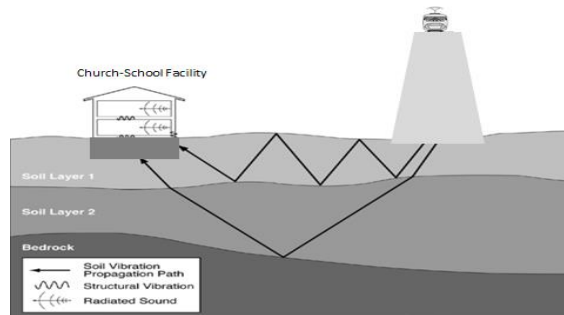 Church-School Facility
Soil Layer 1
Soil Layer 2
Bedrock
Soil Vibration
Propagation Path
Structural Vibration
Radiated Sound